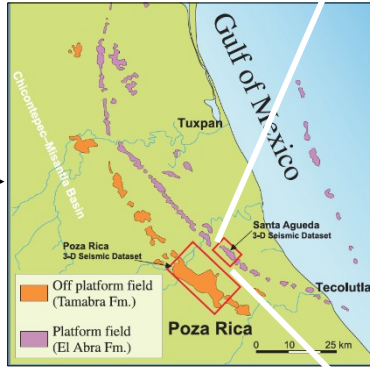 Gulf of Mexico
Chicontepec-Misantla Basin
Tuxpan
Santa Agueda
3-D Seismic Dataset
Poza Rica
3-D Seismic Dataset
Tecolutla
Off platform field
(Tamabra Fm.)
Platform field
(El Abra Fm.)
Poza Rica
0 10 25 km